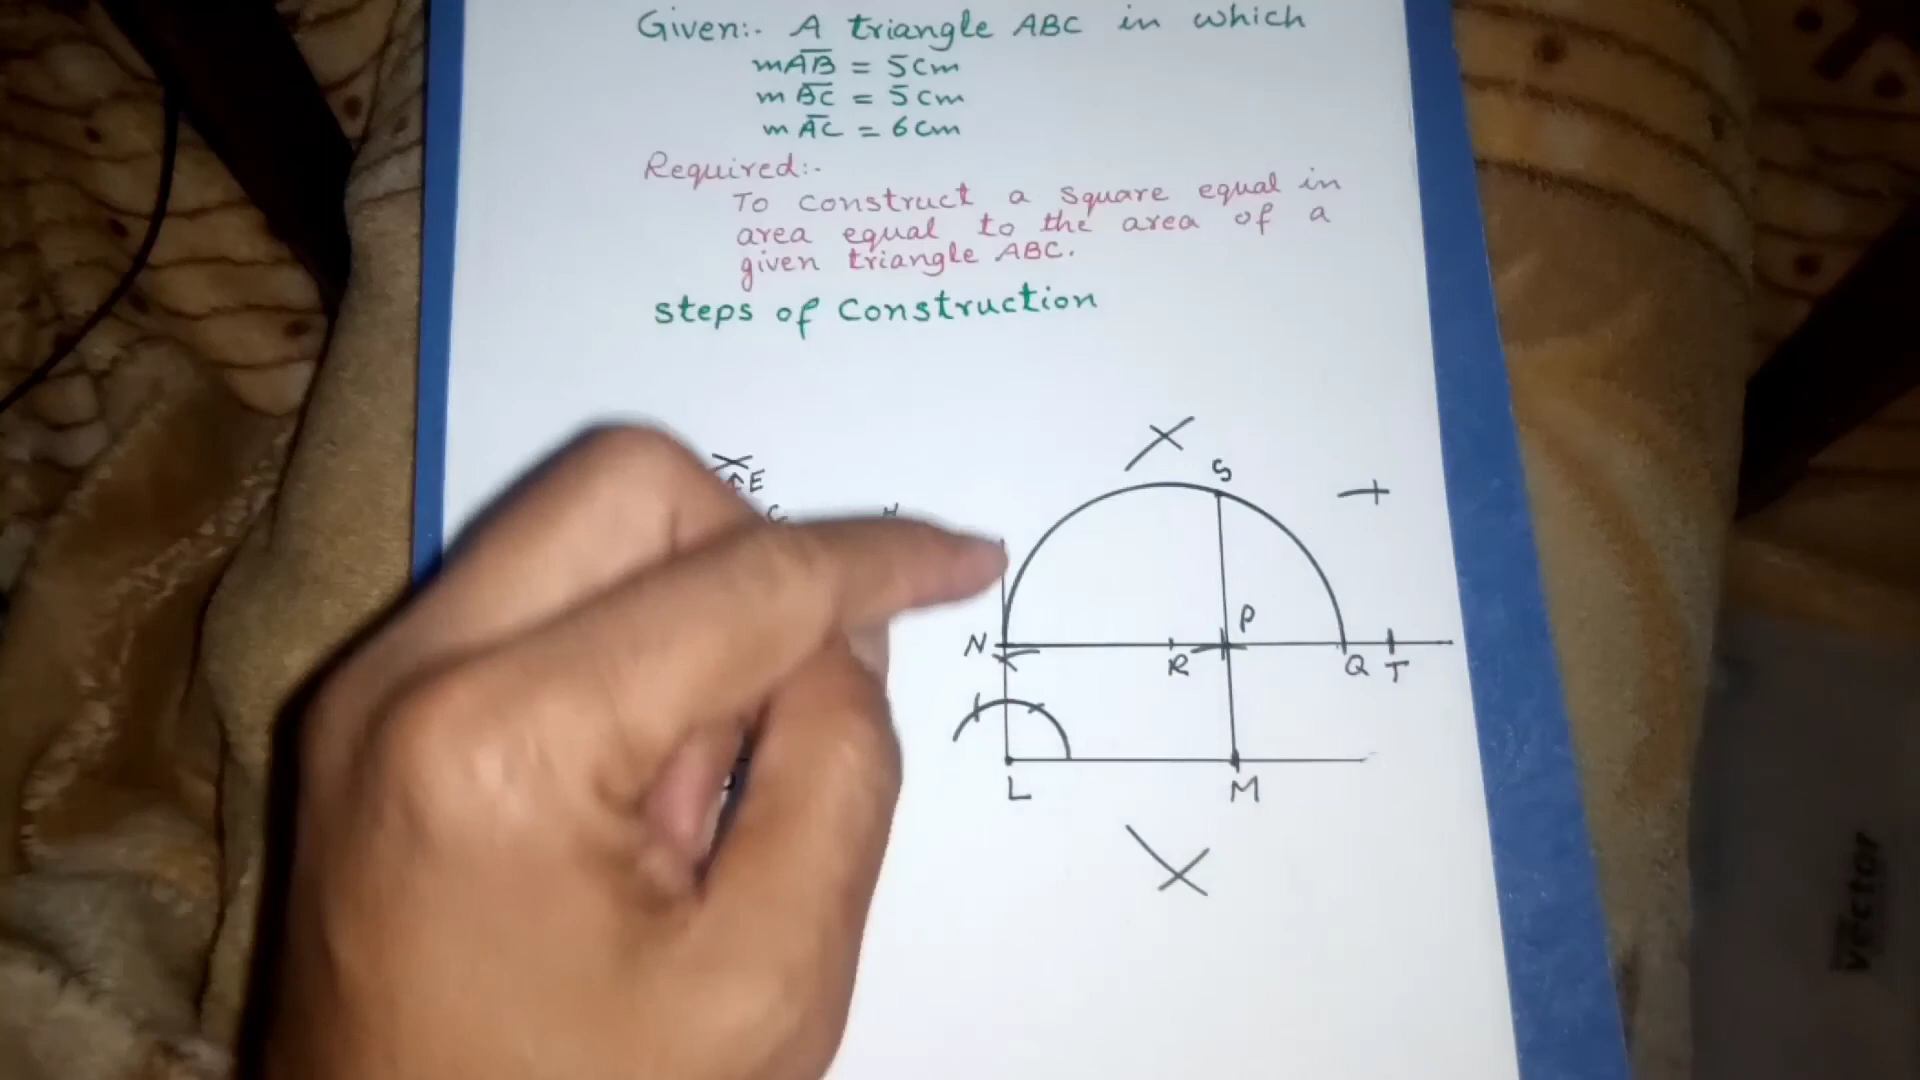 Given:- A triangle ABC in which
mAB = 5cm
mBC = 5cm
mAC = 6cm
Required:-
To construct a square equal in
area equal to the area of a
given triangle ABC.
steps of Construction
E
C
H
S
P
N
R
Q
T
L
M
Vector